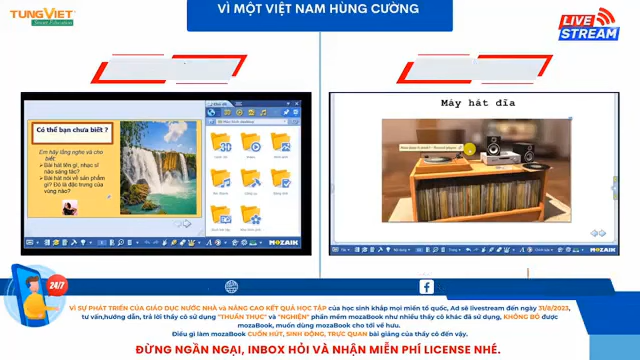 VÌ MỘT VIỆT NAM HÙNG CƯỜNG
TUNGVIET
Smart Education
LIVE
STREAM
Có thể bạn chưa biết ?
Em hãy lắng nghe và cho
biết:
Bài hát tên gì, nhạc sĩ
nào sáng tác?
Bài hát nói về sản phẩm
gì? Đó là đặc trưng của
vùng nào?
MOZAIK
Máy hát đĩa
MOZAIK
24/7
VÌ SỰ PHÁT TRIỂN CỦA GIÁO DỤC NƯỚC NHÀ và NÂNG CAO KẾT QUẢ HỌC TẬP của học sinh khắp mọi miền tổ quốc, Ad sẽ livestream đến ngày 31/8/2023,
tư vấn,hướng dẫn, trả lời thầy cô sử dụng "THUẦN THỤC" và "NGHIỆN" phần mềm mozaBook như nhiều thầy cô khác đã sử dụng, KHÔNG BỎ được
mozaBook, muốn dùng mozaBook cho tới về hưu.
Điều gì làm mozaBook CUỐN HÚT, SINH ĐỘNG, TRỰC QUAN bài giảng của thầy cô đến vậy.
ĐỪNG NGẦN NGẠI, INBOX HỎI VÀ NHẬN MIỄN PHÍ LICENSE NHÉ.